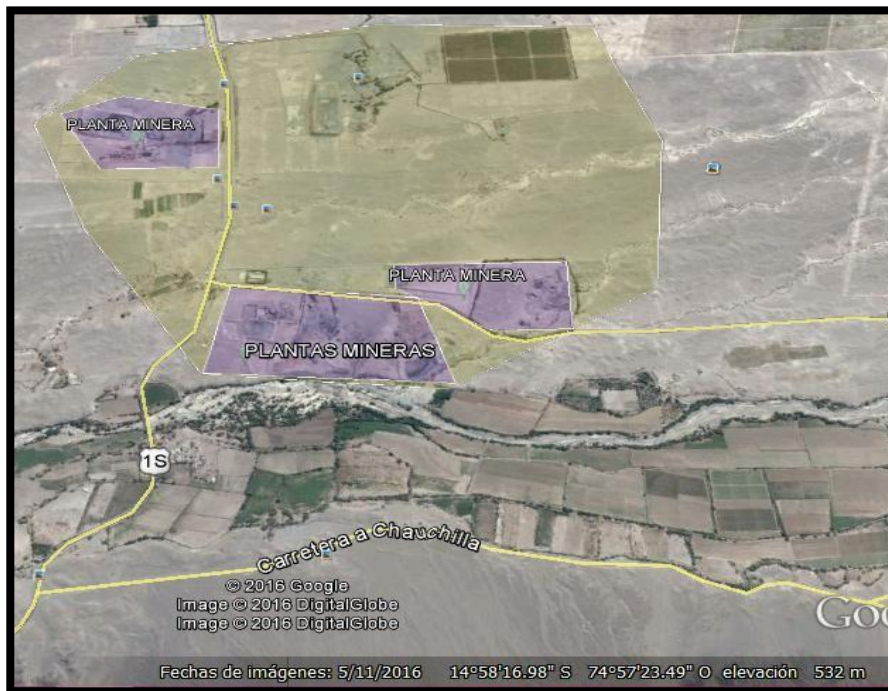 PLANTA MINERA
PLANTA MINERA
PLANTAS MINERAS
1S
Carretera a Chauchilla
© 2016 Google
Image © 2016 DigitalGlobe
Image © 2016 DigitalGlobe
Goo
Fechas de imágenes: 5/11/2016 14°58'16.98" S 74°57'23.49" O elevación 532 m